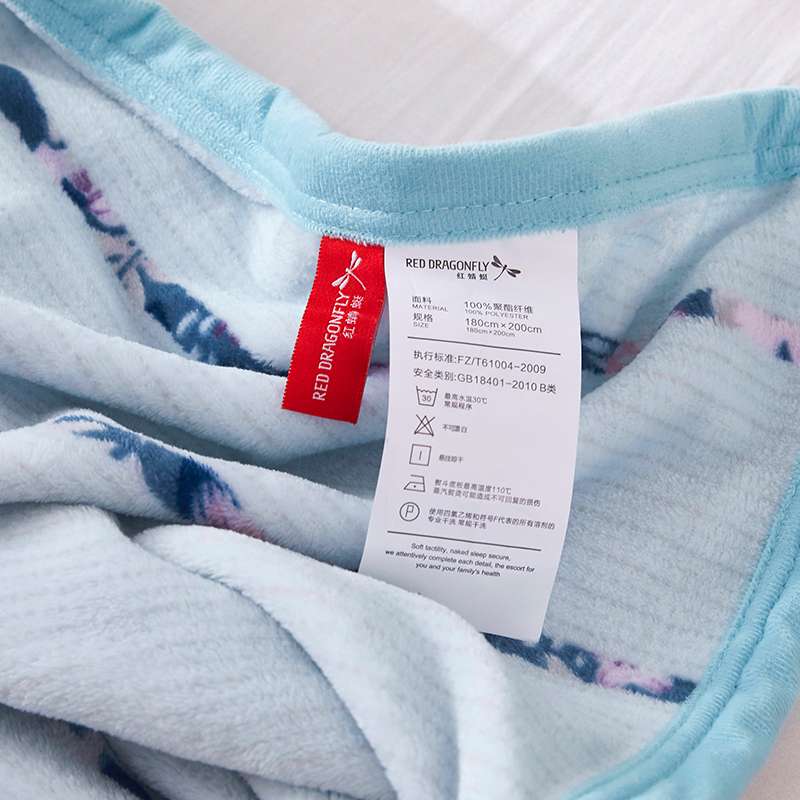 RED DRAGONFLY
红蜻蜓
RED DRAGONFLY
红蜻蜓
面料 100%聚酯纤维
MATERIAL 100% POLYESTER
规格 180cm×200cm
SIZE 180cm×200cm
执行标准:FZ/T61004-2009
安全类别:GB18401-2010 B类
30 最高水温30℃
常规程序
不可漂白
悬挂晾干
熨斗底板最高温度110℃
蒸汽熨烫可能造成不可回复的损伤
P 使用四氯乙烯和符号F代表的所有溶剂的
专业干洗 常规干洗
Soft factility, naked sleep secure,
we attentively complete each detail, the escort for
you and your family's health